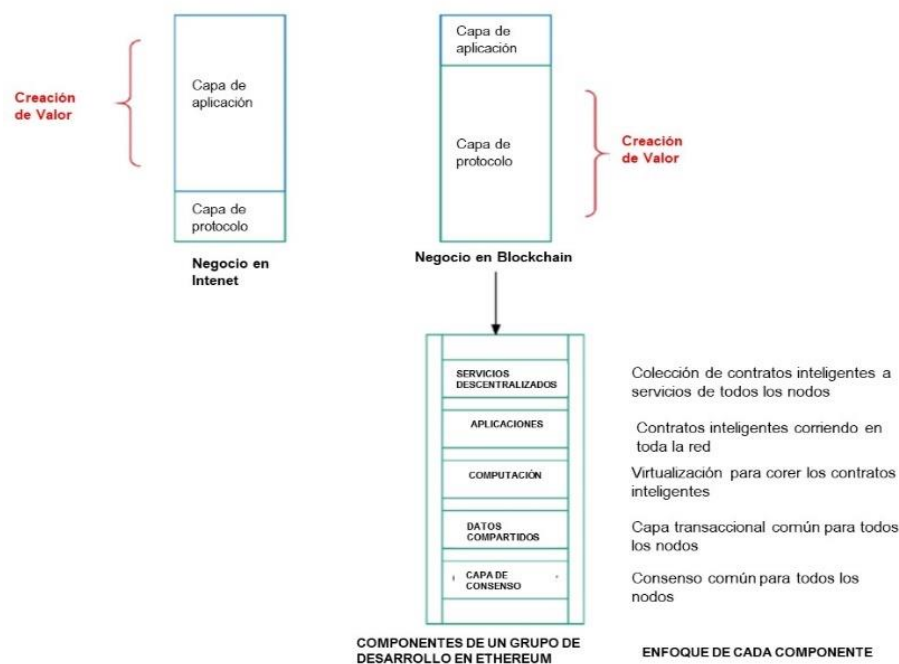 Capa de
aplicación
Creación
de Valor
Capa de
protocolo
Negocio en
Intenet
Capa de
aplicación
Capa de
protocolo
Creación
de Valor
Negocio en Blockchain
SERVICIOS
DESCENTRALIZADOS
Colección de contratos inteligentes a
servicios de todos los nodos
APLICACIONES
Contratos inteligentes corriendo en
toda la red
COMPUTACIÓN
Virtualización para corer los contratos
inteligentes
DATOS
COMPARTIDOS
Capa transaccional común para todos
los nodos
CAPA DE
CONSENSO
Consenso común para todos los
nodos
COMPONENTES DE UN GRUPO DE
DESARROLLO EN ETHEREUM
ENFOQUE DE CADA COMPONENTE